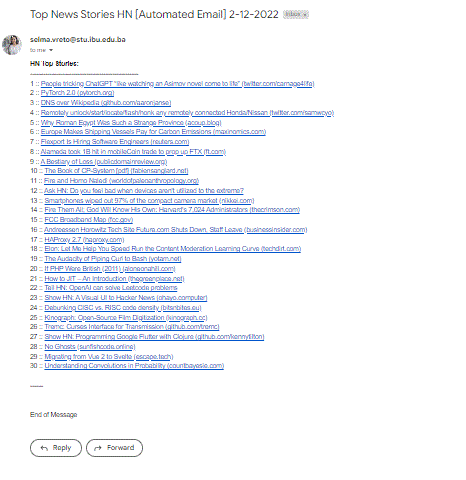 Top News Stories HN [Automated Email] 2-12-2022 Inbox ×
selma.vreto@stu.ibu.edu.ba
to me
HN Top Stories:
--------------------------------------------------
1 :: People tricking ChatGPT "like watching an Asimov novel come to life" (twitter.com/carnage4life)
2 :: PyTorch 2.0 (pytorch.org)
3 :: DNS over Wikipedia (github.com/aaronjanse)
4 :: Remotely unlock/start/locate/flash/honk any remotely connected Honda/Nissan (twitter.com/samwcyo)
5 :: Why Roman Egypt Was Such a Strange Province (acoup.blog)
6 :: Europe Makes Shipping Vessels Pay for Carbon Emissions (maxinomics.com)
7 :: Flexport Is Hiring Software Engineers (reuters.com)
8 :: Alameda took 1B hit in mobileCoin trade to prop up FTX (ft.com)
9 :: A Bestiary of Loss (publicdomainreview.org)
10 :: The Book of CP-System [pdf] (fabiensanglard.net)
11 :: Fire and Homo Naledi (worldofpaleoanthropology.org)
12 :: Ask HN: Do you feel bad when devices aren't utilized to the extreme?
13 :: Smartphones wiped out 97% of the compact camera market (nikkei.com)
14 :: Fire Them All; God Will Know His Own: Harvard's 7,024 Administrators (thecrimson.com)
15 :: FCC Broadband Map (fcc.gov)
16 :: Andreessen Horowitz Tech Site Future.com Shuts Down, Staff Leave (businessinsider.com)
17 :: HAProxy 2.7 (haproxy.com)
18 :: Elon: Let Me Help You Speed Run the Content Moderation Learning Curve (techdirt.com)
19 :: The Audacity of Piping Curl to Bash (yotam.net)
20 :: If PHP Were British (2011) (aloneonahill.com)
21 :: How to JIT – An Introduction (thegreenplace.net)
22 :: Tell HN: OpenAI can solve Leetcode problems
23 :: Show HN: A Visual UI to Hacker News (ohayo.computer)
24 :: Debunking CISC vs. RISC code density (bitsnbites.eu)
25 :: Kinograph: Open-Source Film Digitization (kinograph.cc)
26 :: Tremc: Curses Interface for Transmission (github.com/tremc)
27 :: Show HN: Programming Google Flutter with Clojure (github.com/kennytilton)
28 :: No Ghosts (sunfishcode.online)
29 :: Migrating from Vue 2 to Svelte (escape.tech)
30 :: Understanding Convolutions in Probability (countbayesie.com)
------
End of Message
Reply
Forward